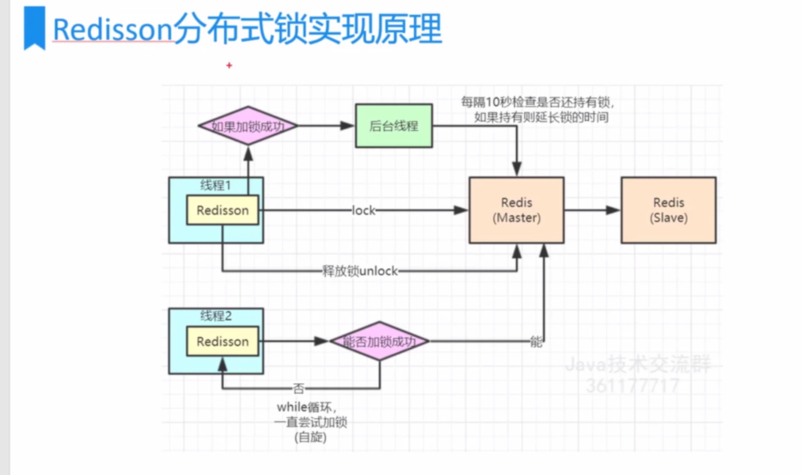 Redisson分布式锁实现原理
如果加锁成功
后台线程
每隔10秒检查是否还持有锁,
如果持有则延长锁的时间
线程1
Redisson
lock
Redis
(Master)
Redis
(Slave)
释放锁unlock
线程2
Redisson
能否加锁成功
能
否
while循环,
一直尝试加锁
(自旋)
Java技术交流群
361177717